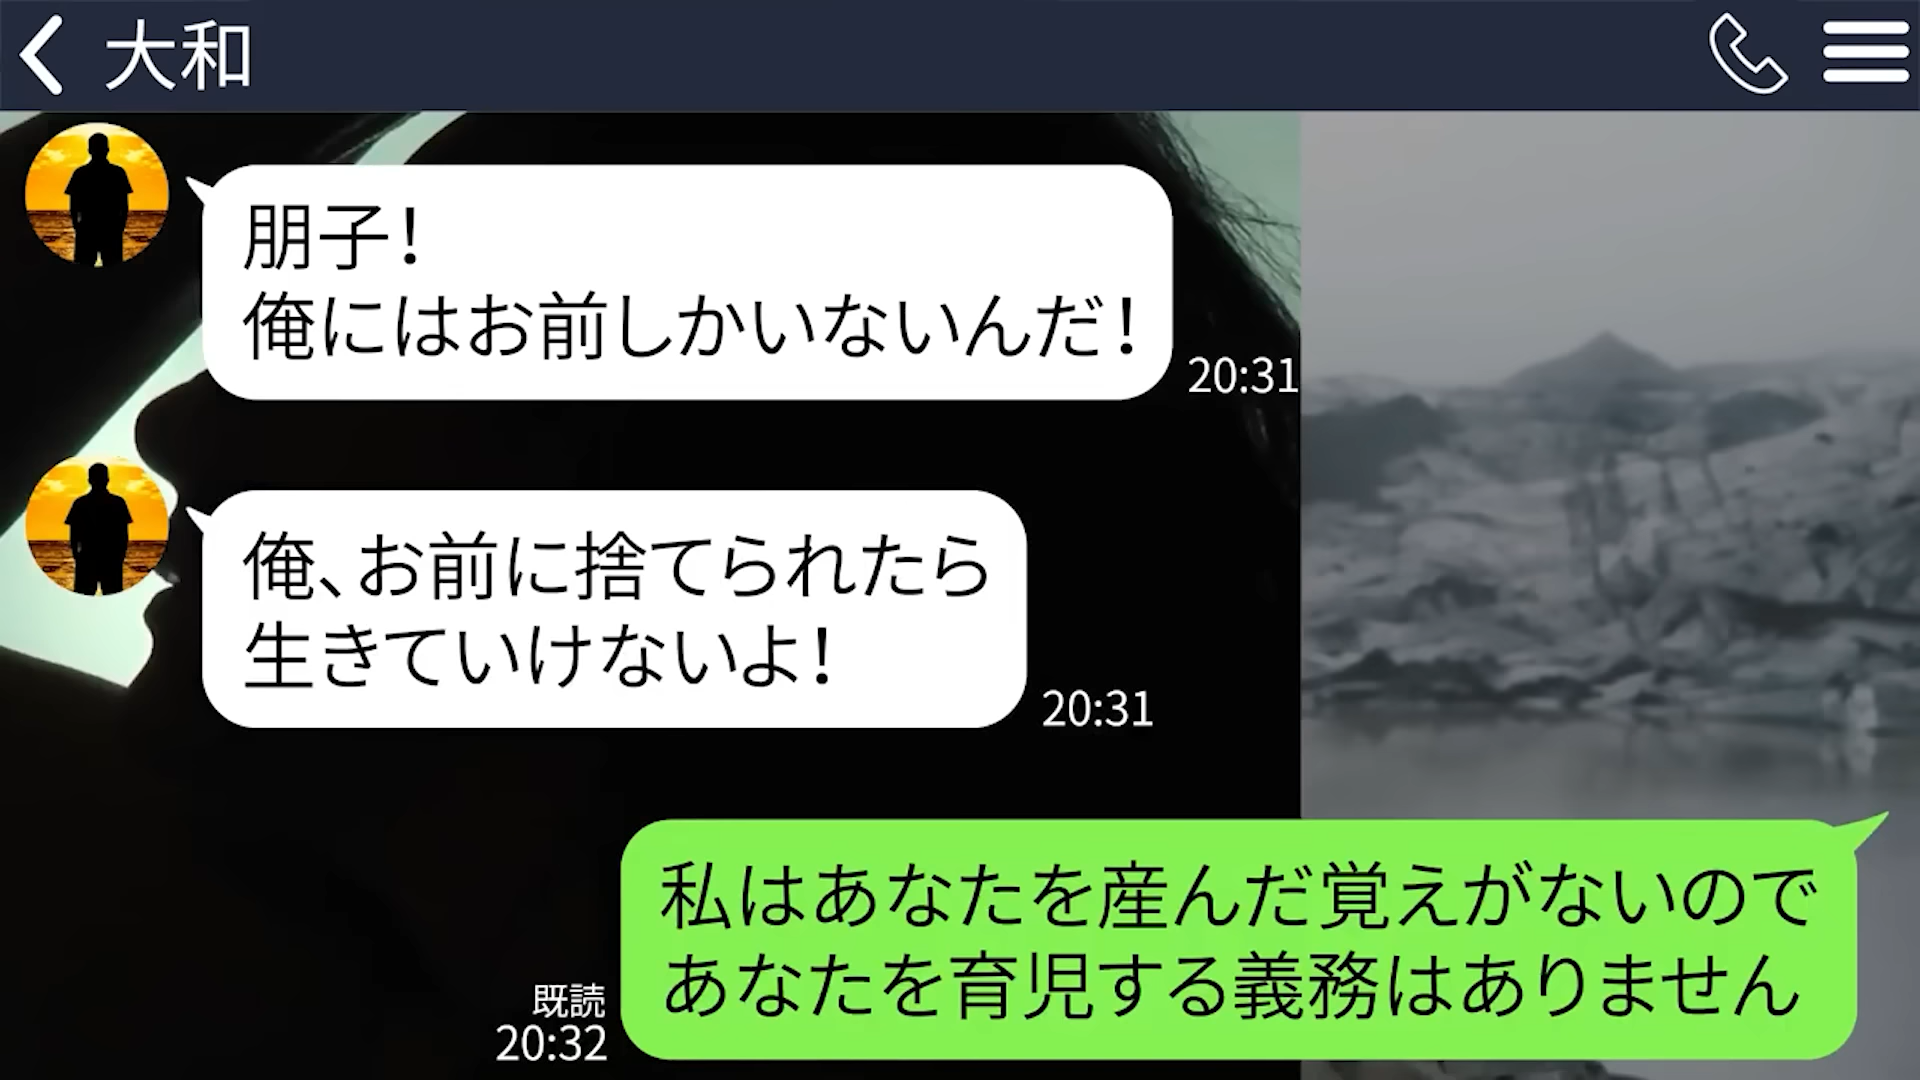 大和
朋子!
俺にはお前しかいないんだ!
20:31
俺、お前に捨てられたら
生きていけないよ!
20:31
私はあなたを産んだ覚えがないので
あなたを育児する義務はありません
既読
20:32